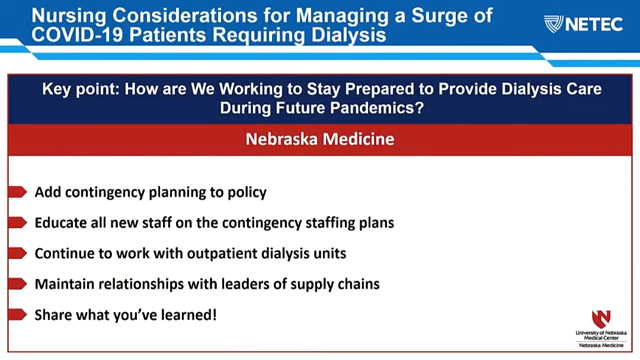 Nursing Considerations for Managing a Surge of
COVID-19 Patients Requiring Dialysis
NETEC
Key point: How are We Working to Stay Prepared to Provide Dialysis Care
During Future Pandemics?
Nebraska Medicine
Add contingency planning to policy
Educate all new staff on the contingency staffing plans
Continue to work with outpatient dialysis units
Maintain relationships with leaders of supply chains
Share what you've learned!
University of Nebraska
Medical Center
Nebraska Medicine